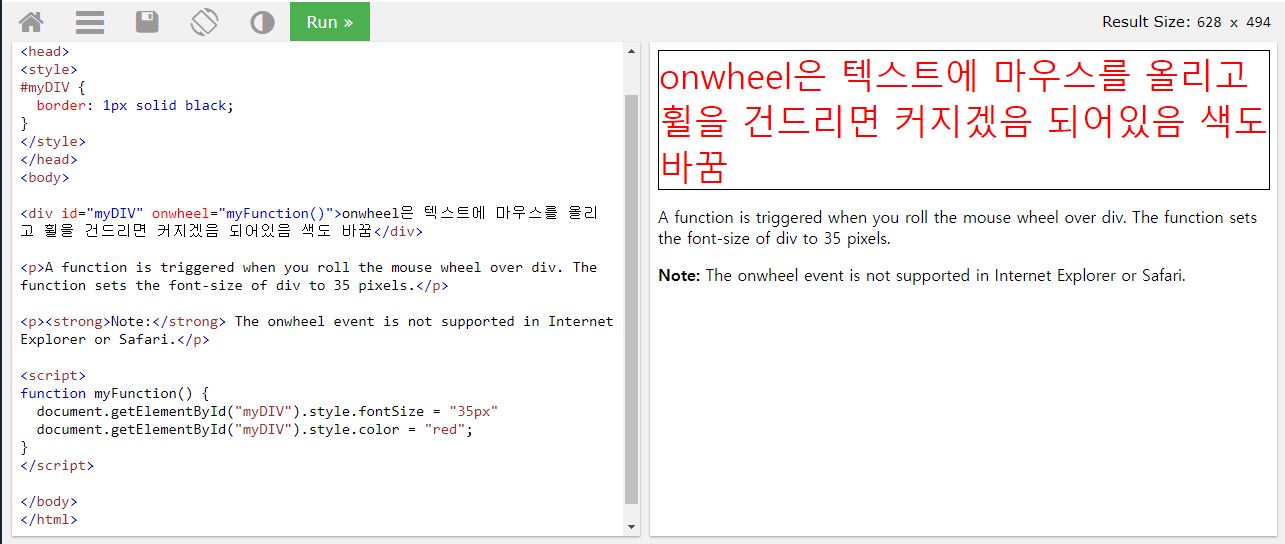 Run »
Result Size: 628 x 494
<head>
<style>
#myDIV {
  border: 1px solid black;
}
</style>
</head>
<body>
<div id="myDIV" onwheel="myFunction()">onwheel은 텍스트에 마우스를 올리
고 휠을 건드리면 커지겠음 되어있음 색도 바꿈</div>
<p>A function is triggered when you roll the mouse wheel over div. The
function sets the font-size of div to 35 pixels.</p>
<p><strong>Note:</strong> The onwheel event is not supported in Internet
Explorer or Safari.</p>
<script>
function myFunction() {
  document.getElementById("myDIV").style.fontSize = "35px"
  document.getElementById("myDIV").style.color = "red";
}
</script>
</body>
</html>
onwheel은 텍스트에 마우스를 올리고
휠을 건드리면 커지겠음 되어있음 색도
바꿈
A function is triggered when you roll the mouse wheel over div. The function sets
the font-size of div to 35 pixels.
Note: The onwheel event is not supported in Internet Explorer or Safari.